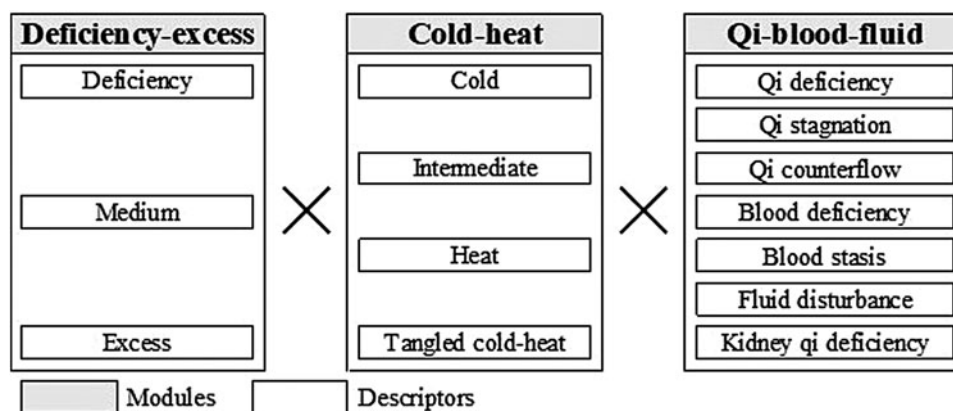 Deficiency-excess
Deficiency
Medium
Excess
Cold-heat
Cold
Intermediate
Heat
Tangled cold-heat
Qi-blood-fluid
Qi deficiency
Qi stagnation
Qi counterflow
Blood deficiency
Blood stasis
Fluid disturbance
Kidney qi deficiency
Modules
Descriptors